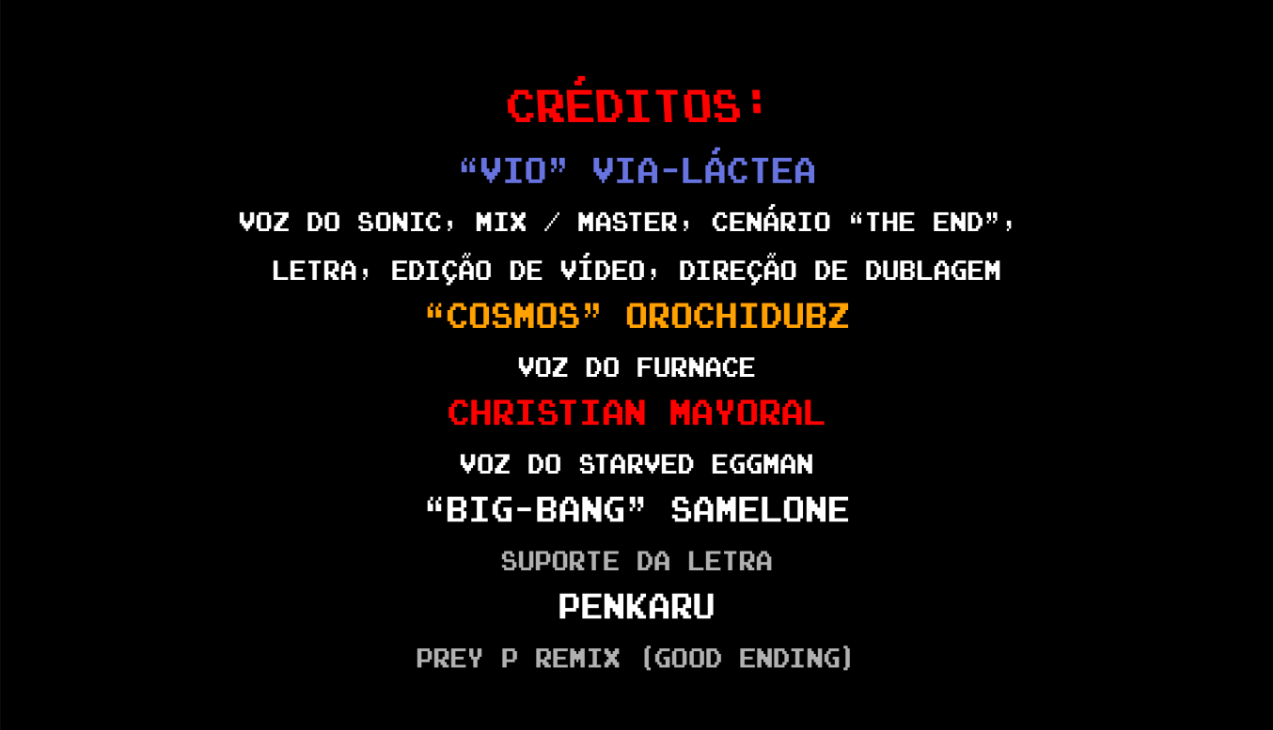 CRÉDITOS:
“VIO” VIA-LÁCTEA
VOZ DO SONIC, MIX / MASTER, CENÁRIO “THE END”,
LETRA, EDIÇÃO DE VÍDEO, DIREÇÃO DE DUBLAGEM
“COSMOS” OROCHIDUBZ
VOZ DO FURNACE
CHRISTIAN MAYORAL
VOZ DO STARVED EGGMAN
“BIG-BANG” SAMELONE
SUPORTE DA LETRA
PENKARU
PREY P REMIX (GOOD ENDING)